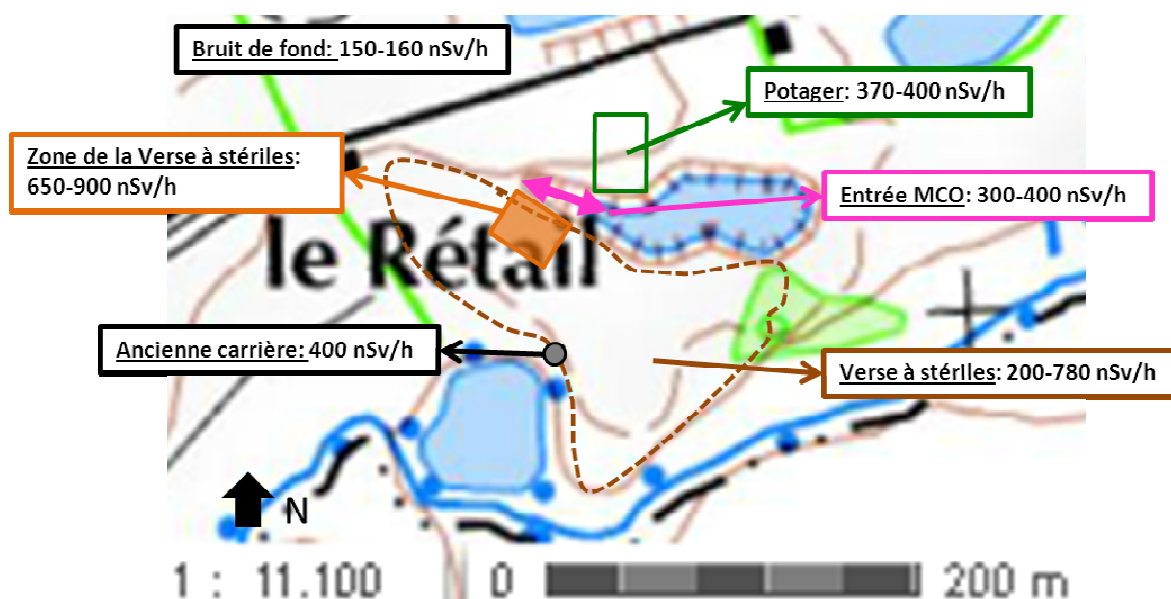 Bruit de fond: 150-160 nSv/h
Potager: 370-400 nSv/h
Zone de la Verse à stériles:
650-900 nSv/h
Entrée MCO: 300-400 nSv/h
le Rétail
Ancienne carrière: 400 nSv/h
Verse à stériles: 200-780 nSv/h
N
1 : 11.100 0 200 m